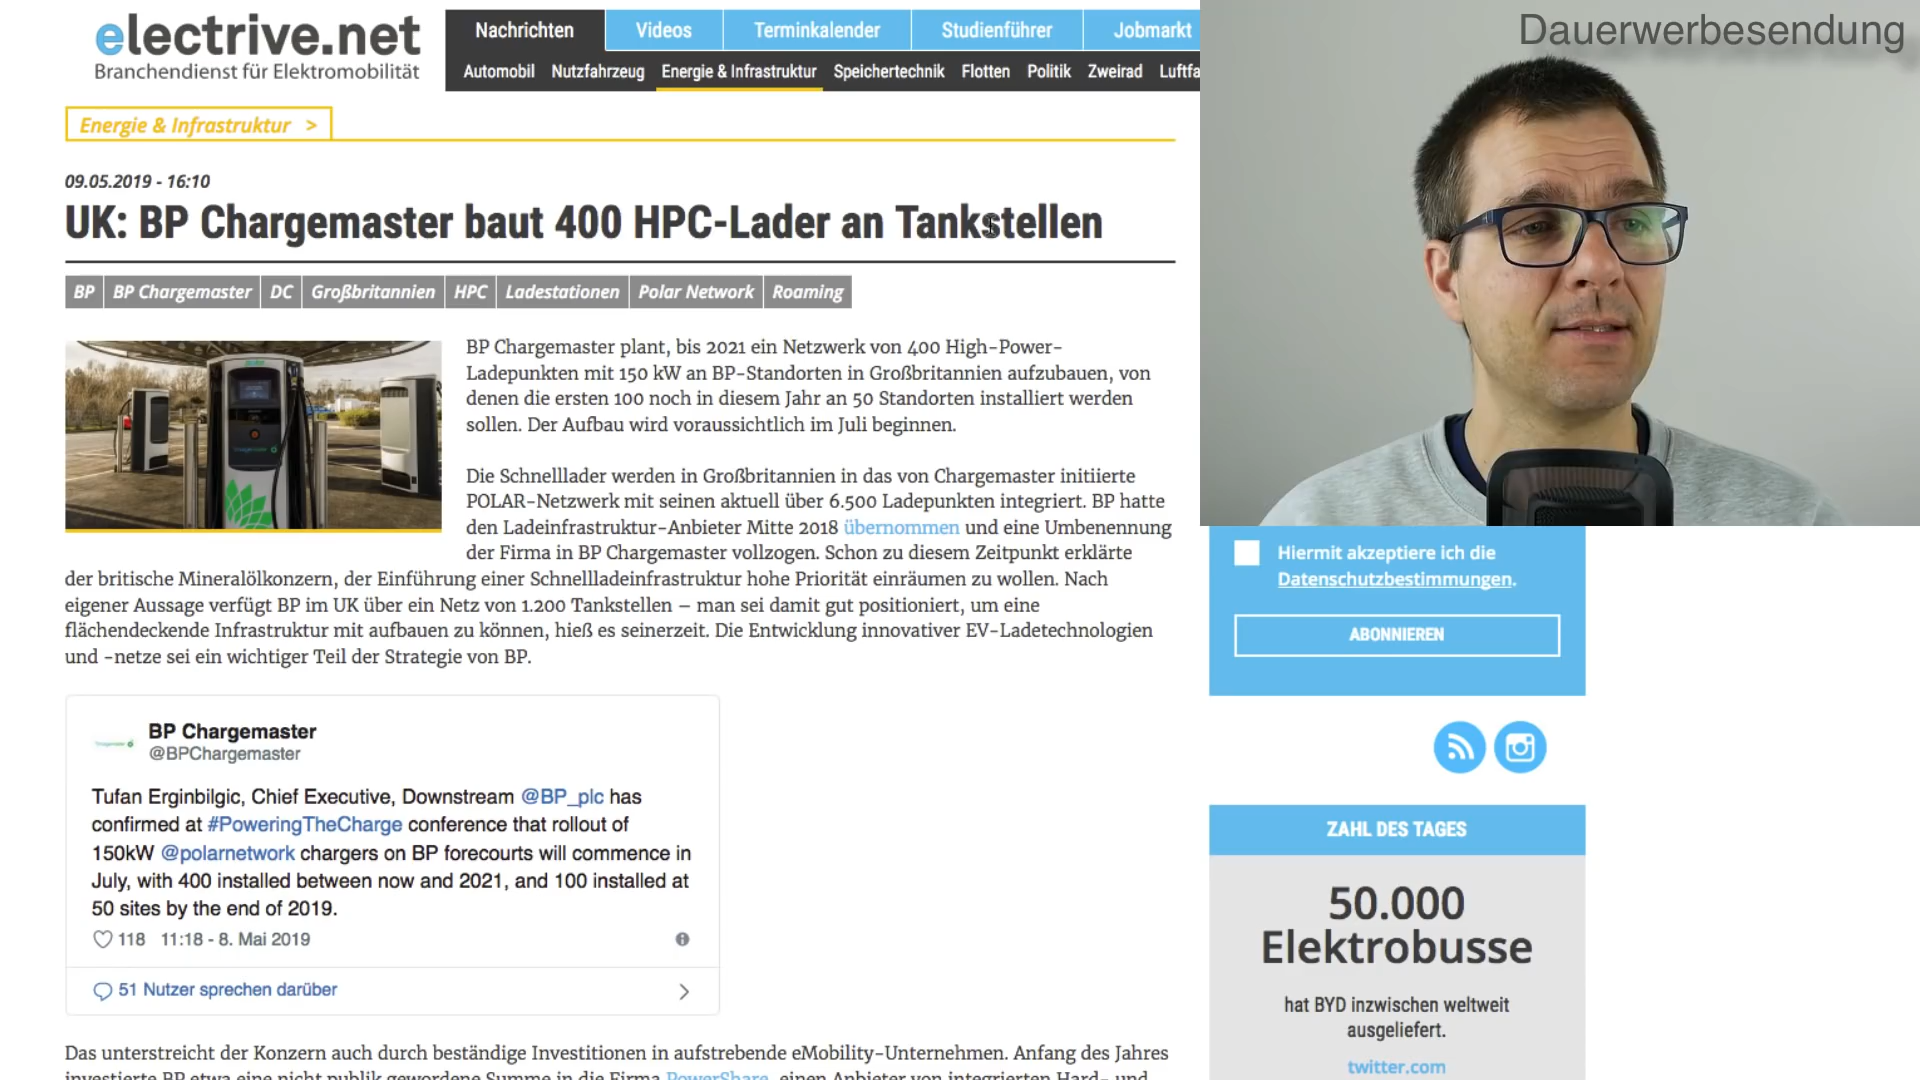 electrive.net
Branchendienst für Elektromobilität
Nachrichten Videos Terminkalender Studienführer Jobmarkt
Automobil Nutzfahrzeug Energie & Infrastruktur Speichertechnik Flotten Politik Zweirad Luftfa
Dauerwerbesendung
Energie & Infrastruktur >
09.05.2019 - 16:10
UK: BP Chargemaster baut 400 HPC-Lader an Tankstellen
BP BP Chargemaster DC Großbritannien HPC Ladestationen Polar Network Roaming
BP Chargemaster plant, bis 2021 ein Netzwerk von 400 High-Power-
Ladepunkten mit 150 kW an BP-Standorten in Großbritannien aufzubauen, von
denen die ersten 100 noch in diesem Jahr an 50 Standorten installiert werden
sollen. Der Aufbau wird voraussichtlich im Juli beginnen.
Die Schnelllader werden in Großbritannien in das von Chargemaster initiierte
POLAR-Netzwerk mit seinen aktuell über 6.500 Ladepunkten integriert. BP hatte
den Ladeinfrastruktur-Anbieter Mitte 2018 übernommen und eine Umbenennung
der Firma in BP Chargemaster vollzogen. Schon zu diesem Zeitpunkt erklärte
der britische Mineralölkonzern, der Einführung einer Schnellladeinfrastruktur hohe Priorität einräumen zu wollen. Nach
eigener Aussage verfügt BP im UK über ein Netz von 1.200 Tankstellen – man sei damit gut positioniert, um eine
flächendeckende Infrastruktur mit aufbauen zu können, hieß es seinerzeit. Die Entwicklung innovativer EV-Ladetechnologien
und -netze sei ein wichtiger Teil der Strategie von BP.
BP Chargemaster
@BPChargemaster
Tufan Erginbilgic, Chief Executive, Downstream @BP_plc has
confirmed at #PoweringTheCharge conference that rollout of
150kW @polarnetwork chargers on BP forecourts will commence in
July, with 400 installed between now and 2021, and 100 installed at
50 sites by the end of 2019.
118 11:18 - 8. Mai 2019
51 Nutzer sprechen darüber
Das unterstreicht der Konzern auch durch beständige Investitionen in aufstrebende eMobility-Unternehmen. Anfang des Jahres
investierte BP etwa eine nicht publik gewordene Summe in die Firma PowerShare, einen Anbieter von integrierten Hard- und
Hiermit akzeptiere ich die
Datenschutzbestimmungen.
ABONNIEREN
ZAHL DES TAGES
50.000
Elektrobusse
hat BYD inzwischen weltweit
ausgeliefert.
twitter.com